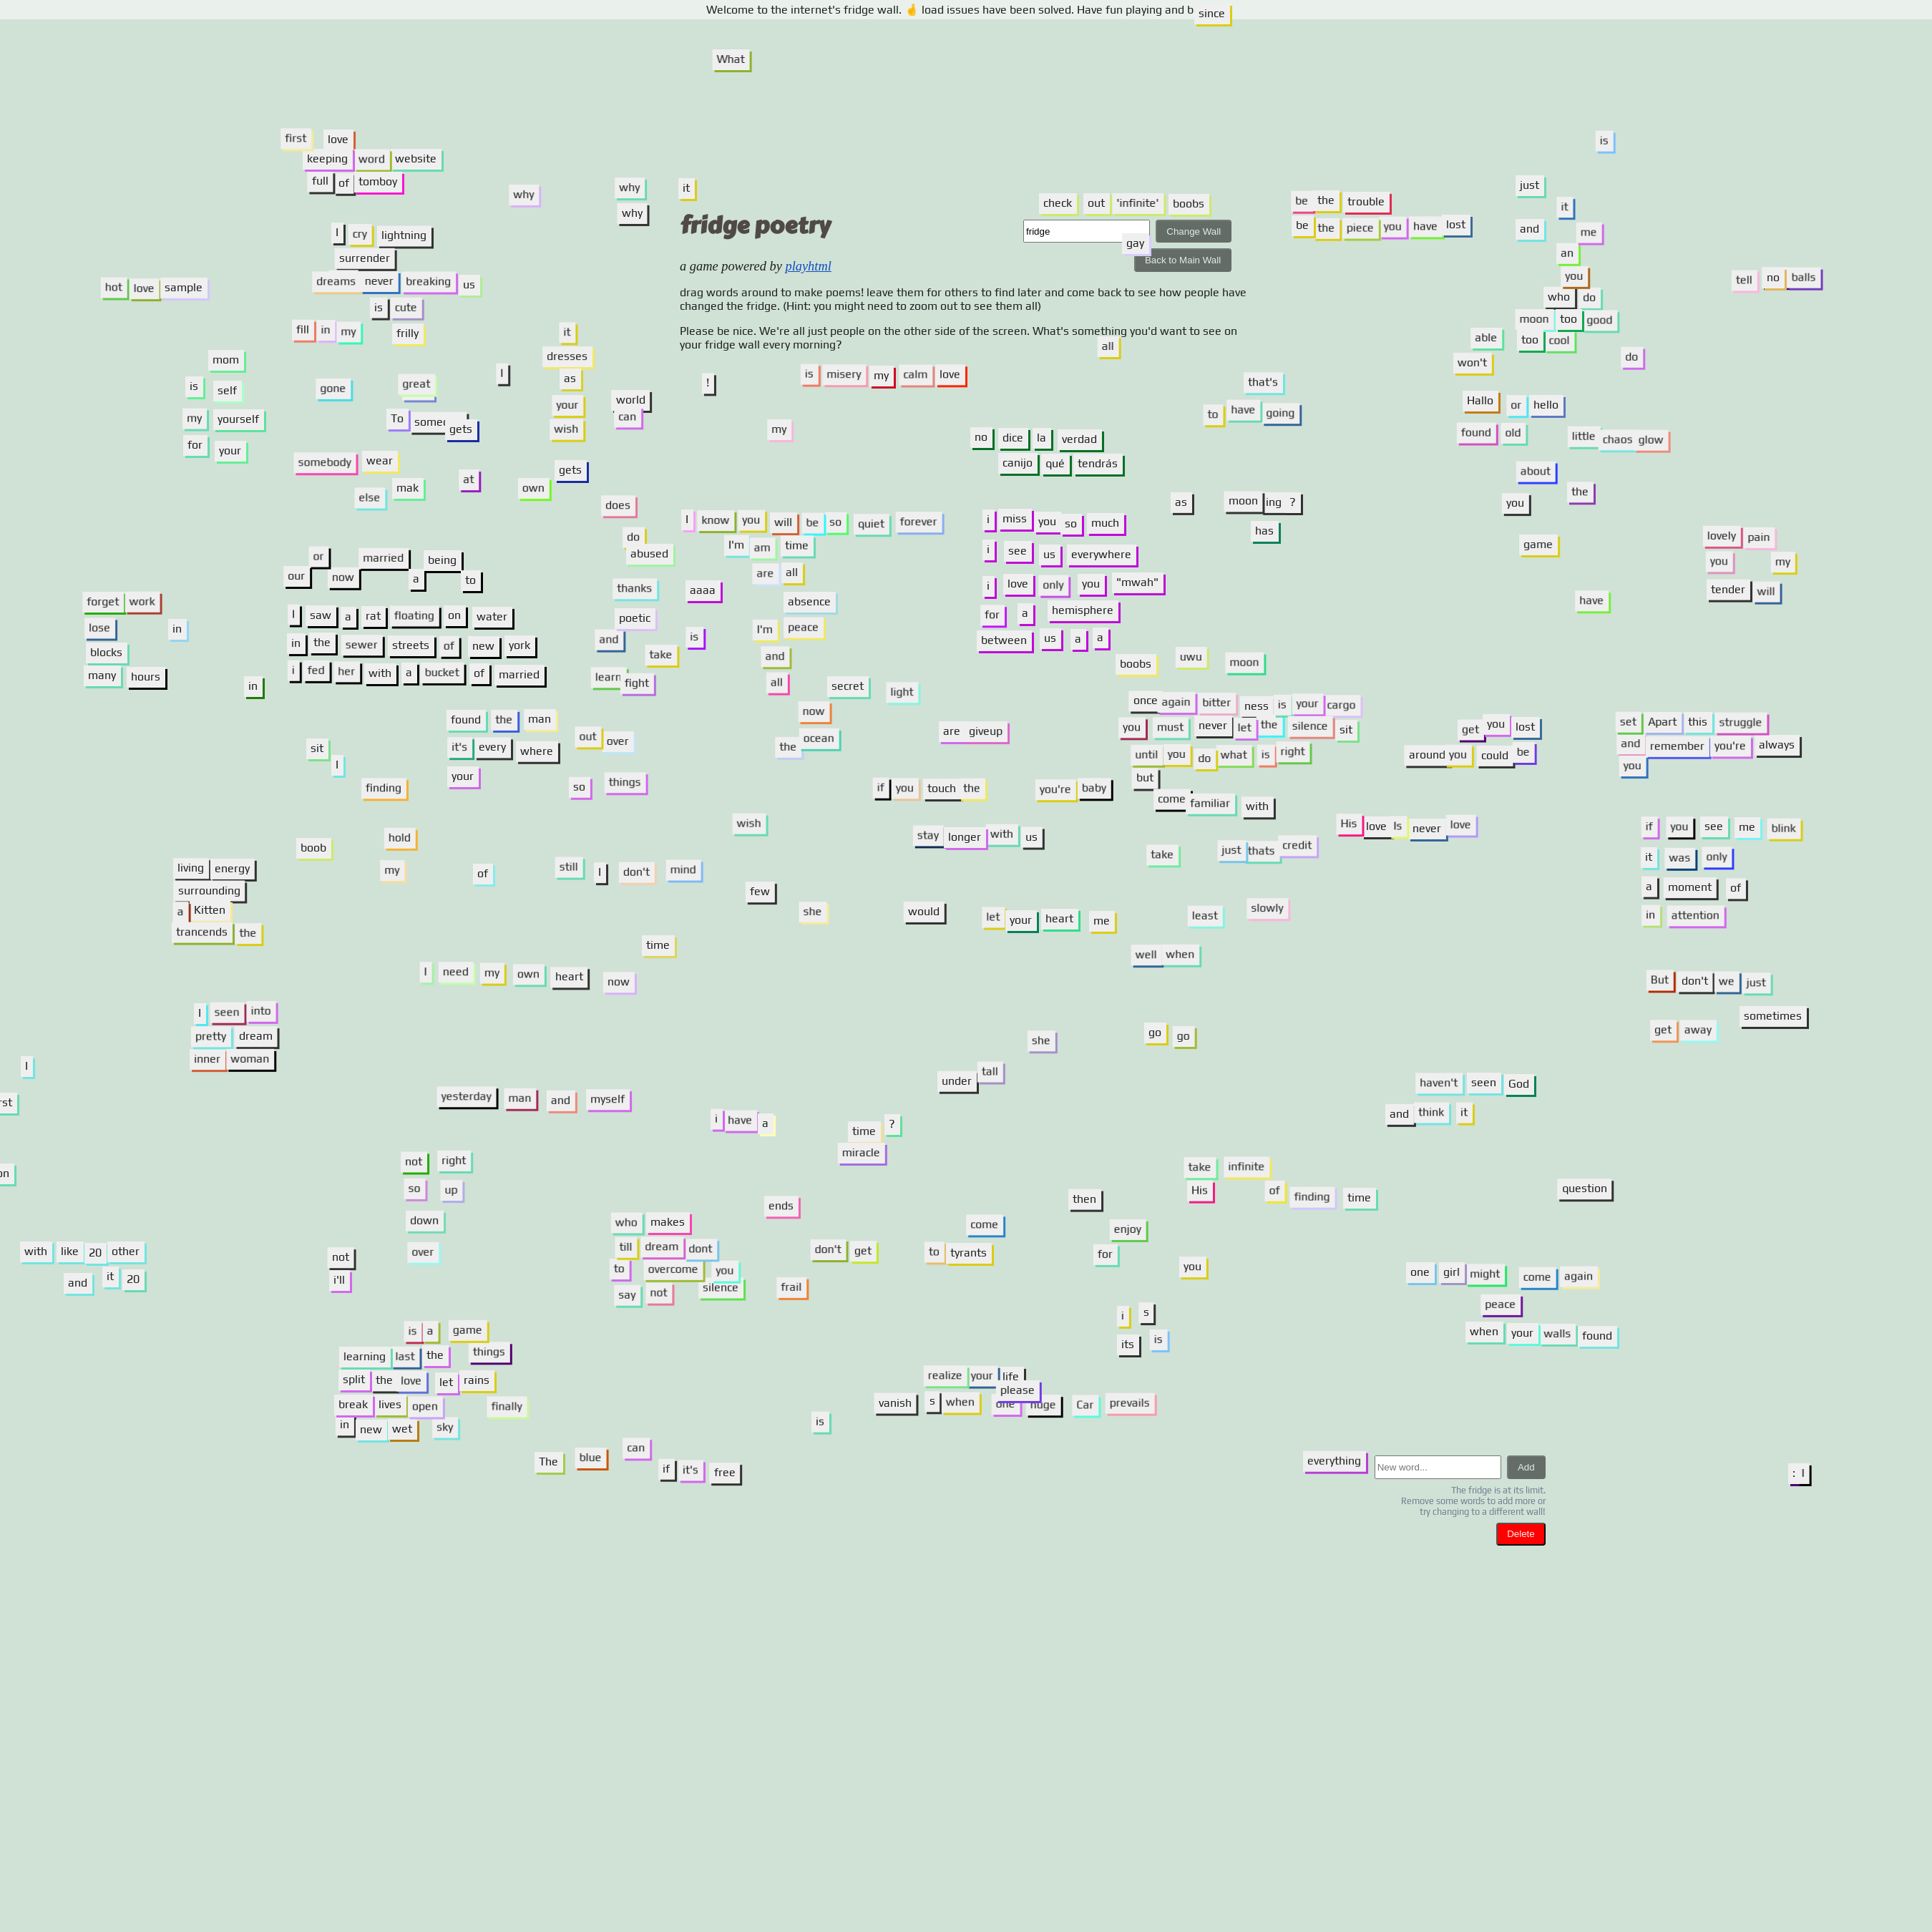 Welcome to the internet's fridge wall. 🤞 load issues have been solved. Have fun playing and b
since
What
first love
keeping word website
full of tomboy
why
why
why
it
fridge poetry
a game powered by playhtml
check out 'infinite' boobs
fridge
Change Wall
gay
Back to Main Wall
drag words around to make poems! leave them for others to find later and come back to see how people have
changed the fridge. (Hint: you might need to zoom out to see them all)
Please be nice. We're all just people on the other side of the screen. What's something you'd want to see on
your fridge wall every morning?
all
be the trouble
be the piece you have lost
is
just
it
and me
an
you
who do
moon too good
able too cool
won't
do
tell no balls
I cry lightning
surrender
dreams never breaking us
is cute
fill in my frilly
hot love sample
mom
is self
my yourself
for your
gone
great
To
gets
somebody wear
mak
else
at
I
it
dresses
as
your
wish
gets
own
world
can
!
is misery my calm love
my
that's
to have going
no dice la verdad
canijo qué tendrás
Hallo or hello
found old
little chaos glow
about
you
the
game
have
as
moon ing ?
has
does
do
abused
thanks
poetic
and
take
learn
fight
aaaa
is
I know you will be so quiet forever
I'm am time
are all
absence
I'm peace
and
all
secret light
now
the ocean
i miss you so much
i see us everywhere
i love only you "mwah"
for a hemisphere
between us a a
boobs uwu moon
lovely pain
you my
tender will
or married being
our now a to
I saw a rat floating on water
in the sewer streets of new york
i fed her with a bucket of married
forget work
lose in
blocks
many hours
in
found the man
it's every where
your
sit
I
finding
out over
so things
are giveup
once again bitter ness is your cargo
you must never let the silence sit
until you do what is right
but
come familiar with
get you lost
around you could be
set Apart this struggle
and remember you're always
you
if you touch the
you're baby
wish
stay longer with us
take
just thats credit
His love Is never love
if you see me blink
it was only
a moment of
in attention
hold
boob
my
of
still I don't mind
few
she
would
let your heart me
least
slowly
living energy
surrounding
a Kitten
trancends the
time
well when
I need my own heart now
But don't we just
sometimes
get away
I seen into
pretty dream
inner woman
she
go go
under tall
I
rst
on
haven't seen God
and think it
yesterday man and myself
i have a
time ?
miracle
not right
so up
down
over
take infinite
His of finding time
question
then
enjoy
for
you
ends
come
to tyrants
who makes
till dream dont
to overcome you
say not silence
don't get
frail
not
i'll
with like 20 other
and it 20
one girl might come again
peace
when your walls found
i s
its is
is a game
learning last the things
split the love let rains
break lives open finally
in new wet sky
realize your life
please
vanish s when one huge Car prevails
is
The blue can
if it's free
everything
New word...
Add
The fridge is at its limit.
Remove some words to add more or
try changing to a different wall!
Delete
: I